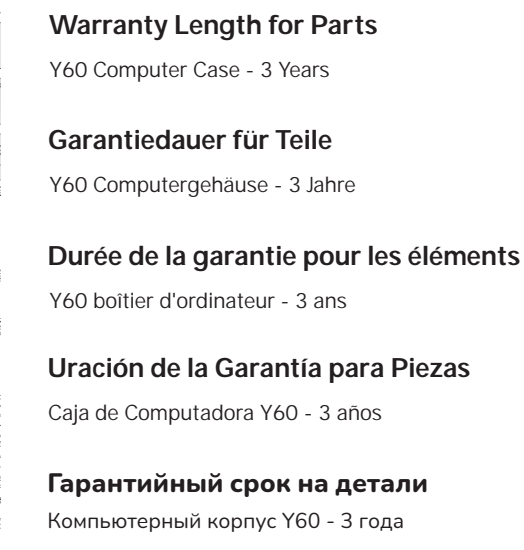 Warranty Length for Parts
Y60 Computer Case - 3 Years
Garantiedauer für Teile
Y60 Computergehäuse - 3 Jahre
Durée de la garantie pour les éléments
Y60 boîtier d'ordinateur - 3 ans
Uración de la Garantía para Piezas
Caja de Computadora Y60 - 3 años
Гарантийный срок на детали
Компьютерный корпус Y60 - 3 года